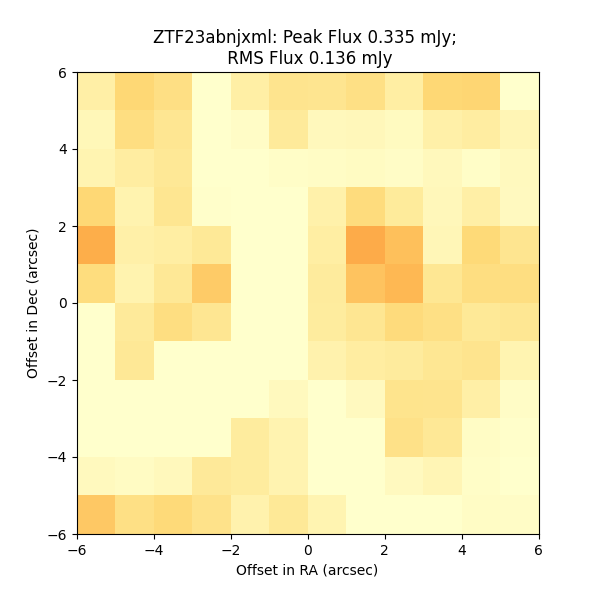 ZTF23abnjxml: Peak Flux 0.335 mJy;
RMS Flux 0.136 mJy
6
4
2
0
−2
−4
−6
Offset in Dec (arcsec)
−6 −4 −2 0 2 4 6
Offset in RA (arcsec)